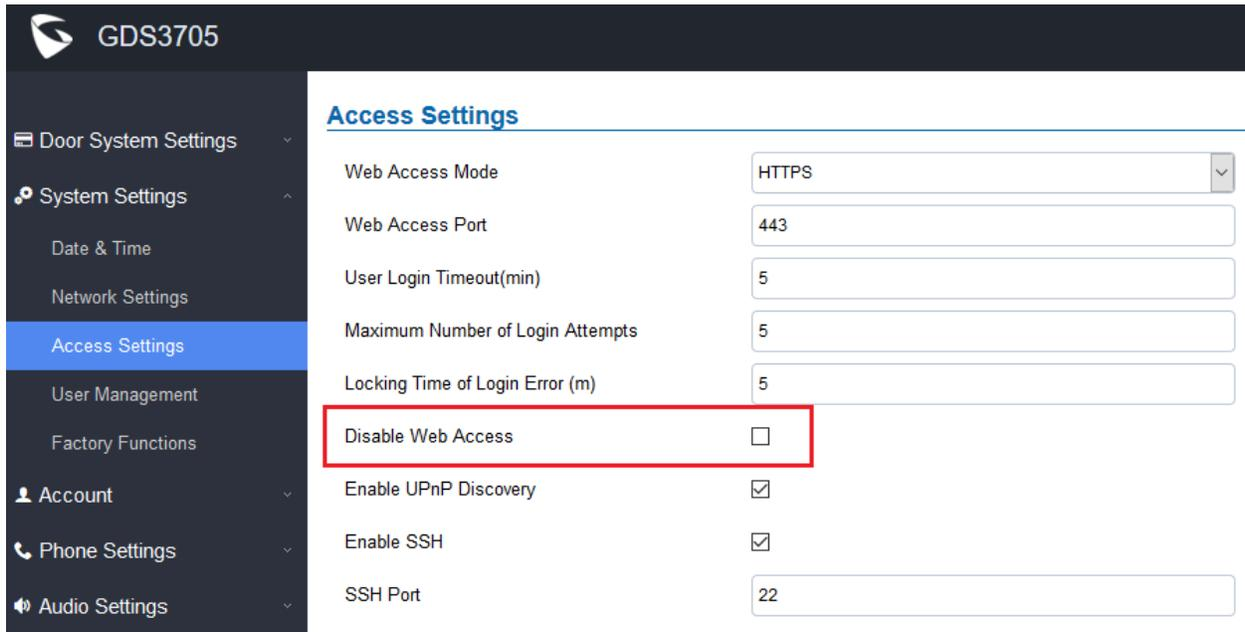 GDS3705
Door System Settings
System Settings
Date & Time
Network Settings
Access Settings
User Management
Factory Functions
Account
Phone Settings
Audio Settings
Access Settings
Web Access Mode HTTPS
Web Access Port 443
User Login Timeout(min) 5
Maximum Number of Login Attempts 5
Locking Time of Login Error (m) 5
Disable Web Access
Enable UPnP Discovery
Enable SSH
SSH Port 22